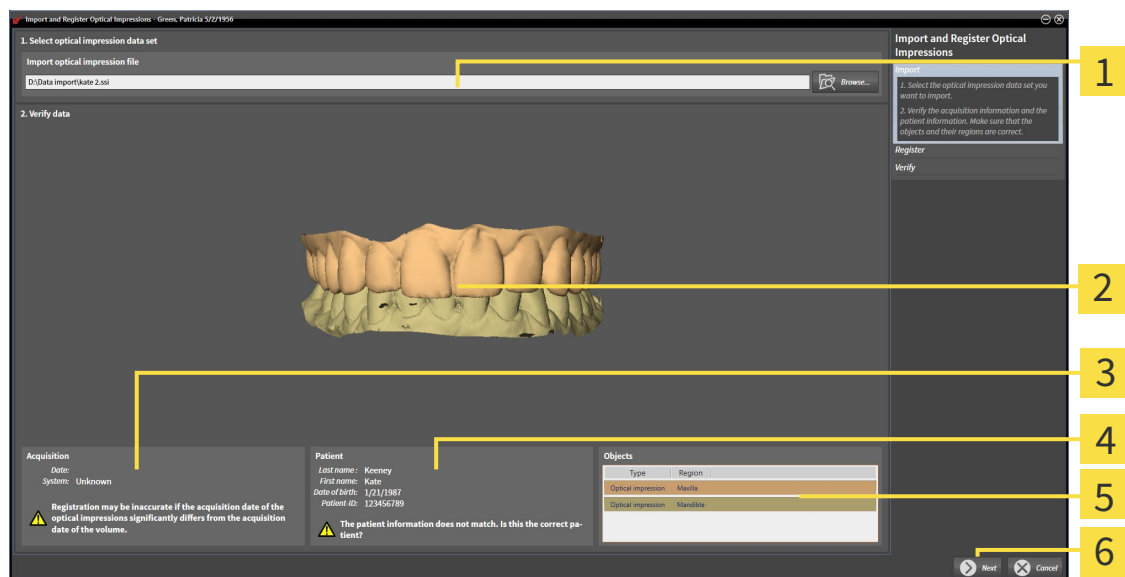 Import and Register Optical Impressions - Green, Patricia 5/2/1956
1. Select optical impression data set
Import optical impression file
D:\Data import\kate 2.ssi
Browse...
2. Verify data
Import and Register Optical
Impressions
Import
1. Select the optical impression data set you
want to import.
2. Verify the acquisition information and the
patient information. Make sure that the
objects and their regions are correct.
Register
Verify
1
2
3
4
5
6
Acquisition
Date:
System: Unknown
Registration may be inaccurate if the acquisition date of the
optical impressions significantly differs from the acquisition
date of the volume.
Patient
Last name: Keeney
First name: Kate
Date of birth: 1/21/1987
Patient-ID: 123456789
The patient information does not match. Is this the correct pa-
tient?
Objects
Type Region
Optical impression Maxilla
Optical impression Mandible
Next Cancel